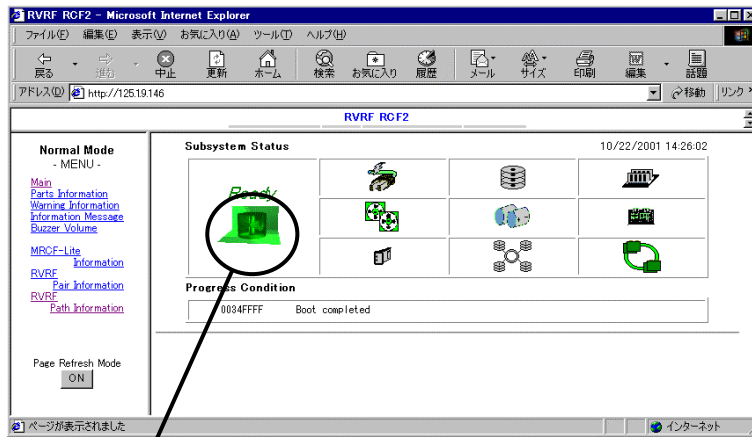 RVRF RCF2 - Microsoft Internet Explorer
ファイル(F) 編集(E) 表示(V) お気に入り(A) ツール(T) ヘルプ(H)
戻る 進む 中止 更新 ホーム 検索 お気に入り 履歴 メール サイズ 印刷 編集 話題
アドレス(D) http://125.19.146 移動 リンク »
RVRF RCF2
Normal Mode
- MENU -
Main
Parts Information
Warning Information
Information Message
Buzzer Volume
MRCF-Lite
Information
RVRF
Pair Information
RVRF
Path Information
Page Refresh Mode
ON
Subsystem Status 10/22/2001 14:26:02
Ready
Progress Condition
0034FFFF Boot completed
ページが表示されました インターネット